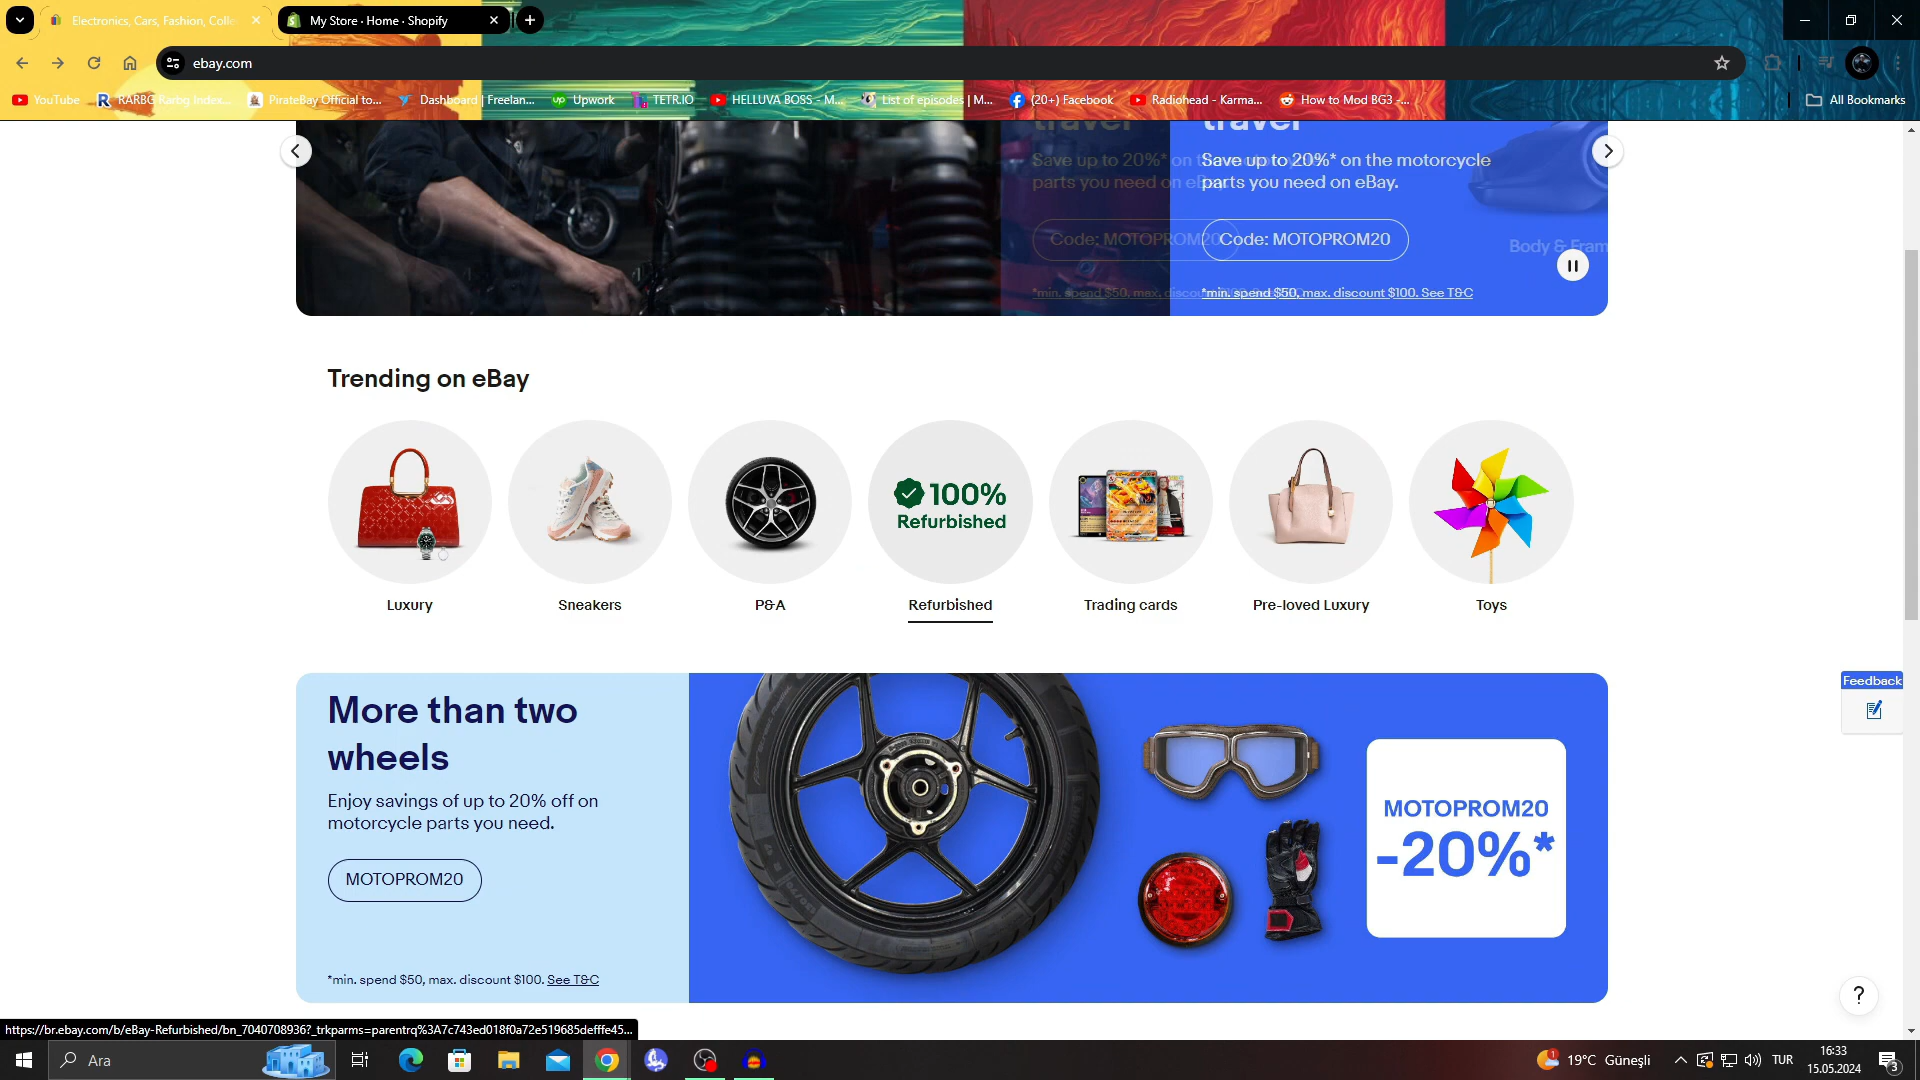 Electronics, Cars, Fashion, Colle
My Store · Home · Shopify
ebay.com
YouTube
RARBG Rarbg Index...
PirateBay Official to...
Dashboard | Freelan...
Upwork
TETR.IO
HELLUVA BOSS - M...
List of episodes | M...
(20+) Facebook
Radiohead - Karma...
How to Mod BG3 -...
All Bookmarks
travel
travel
Save up to 20%* on
Save up to 20%* on the motorcycle
parts you need on
parts you need on eBay.
Code: MOTOPROM20
Code: MOTOPROM20
Body & Fram
*min. spend $50, max.
*min. spend $50, max. discount $100. See T&C
Trending on eBay
100%
Refurbished
Luxury
Sneakers
P&A
Refurbished
Trading cards
Pre-loved Luxury
Toys
Feedback
More than two
wheels
Enjoy savings of up to 20% off on
motorcycle parts you need.
MOTOPROM20
*min. spend $50, max. discount $100. See T&C
MOTOPROM20
-20%*
?
https://br.ebay.com/b/eBay-Refurbished/bn_7040708936?_trkparms=parentrq%3A7c743ed018f0a72e519685defffe45...
Ara
1
19°C Güneşli
TUR
16:33
15.05.2024
3